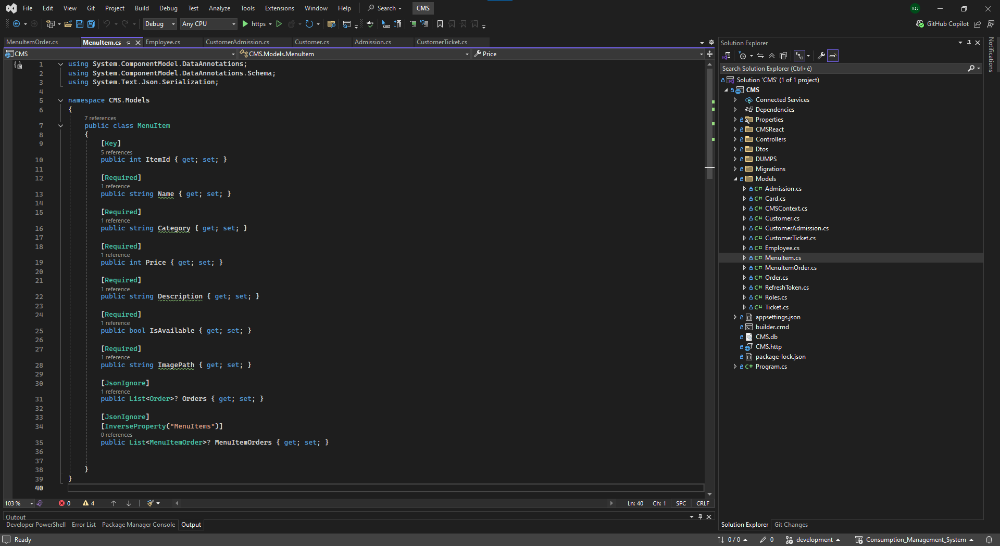 File Edit View Git Project Build Debug Test Analyze Tools Extensions Window Help Search CMS BO
Debug Any CPU https abc GitHub Copilot
MenuItemOrder.cs MenuItem.cs Employee.cs CustomerAdmission.cs Customer.cs Admission.cs CustomerTicket.cs
CMS CMS.Models.MenuItem Price
1 using System.ComponentModel.DataAnnotations;
2 using System.ComponentModel.DataAnnotations.Schema;
3 using System.Text.Json.Serialization;
4
5 namespace CMS.Models
6 {
7 references
7 public class MenuItem
8 {
9 [Key]
5 references
10 public int ItemId { get; set; }
11
12 [Required]
1 reference
13 public string Name { get; set; }
14
15 [Required]
1 reference
16 public string Category { get; set; }
17
18 [Required]
1 reference
19 public int Price { get; set; }
20
21 [Required]
1 reference
22 public string Description { get; set; }
23
24 [Required]
1 reference
25 public bool IsAvailable { get; set; }
26
27 [Required]
1 reference
28 public string ImagePath { get; set; }
29
30 [JsonIgnore]
1 reference
31 public List<Order>? Orders { get; set; }
32
33 [JsonIgnore]
34 [InverseProperty("MenuItems")]
0 references
35 public List<MenuItemOrder>? MenuItemOrders { get; set; }
36
37
38 }
39 }
40
103 % 0 4 Ln: 40 Ch: 1 SPC CRLF
Output
Developer PowerShell Error List Package Manager Console Output
Solution Explorer
Search Solution Explorer (Ctrl+é)
Solution 'CMS' (1 of 1 project)
CMS
Connected Services
Dependencies
Properties
CMSReact
Controllers
Dtos
DUMPS
Migrations
Models
C# Admission.cs
C# Card.cs
C# CMSContext.cs
C# Customer.cs
C# CustomerAdmission.cs
C# CustomerTicket.cs
C# Employee.cs
C# MenuItem.cs
C# MenuItemOrder.cs
C# Order.cs
C# RefreshToken.cs
C# Roles.cs
C# Ticket.cs
appsettings.json
builder.cmd
CMS.db
CMS.http
package-lock.json
C# Program.cs
Solution Explorer Git Changes
Notifications
Ready 0 / 0 0 development Consumption_Management_System